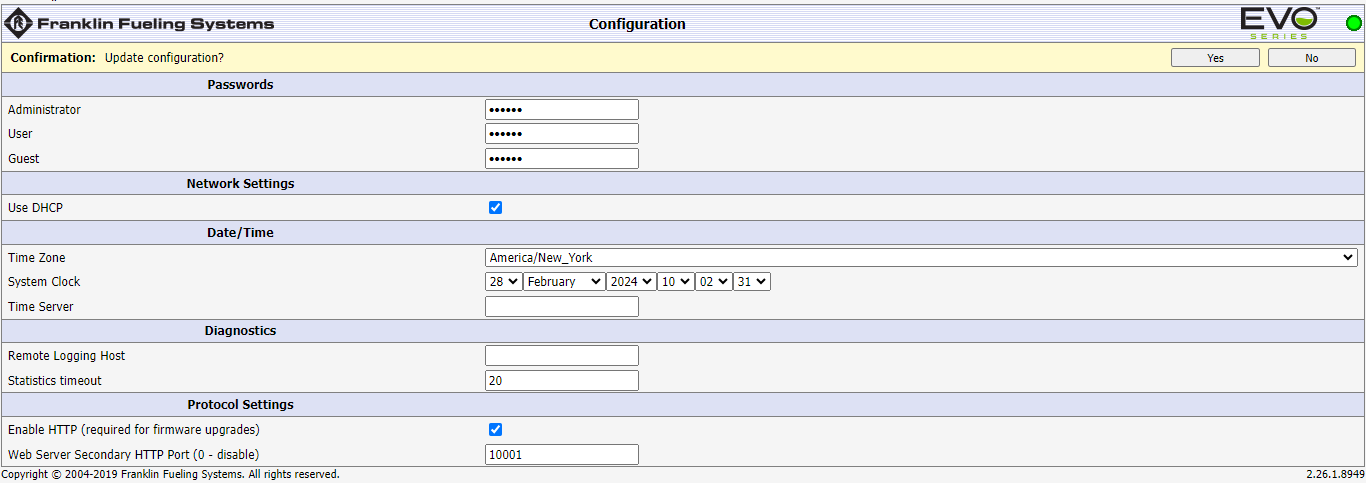 Franklin Fueling Systems Configuration EVO™ SERIES
Confirmation: Update configuration? Yes No
Passwords
Administrator ••••••
User ••••••
Guest ••••••
Network Settings
Use DHCP
Date/Time
Time Zone America/New_York
System Clock 28 February 2024 10 02 31
Time Server
Diagnostics
Remote Logging Host
Statistics timeout 20
Protocol Settings
Enable HTTP (required for firmware upgrades)
Web Server Secondary HTTP Port (0 - disable) 10001
Copyright © 2004-2019 Franklin Fueling Systems. All rights reserved. 2.26.1.8949